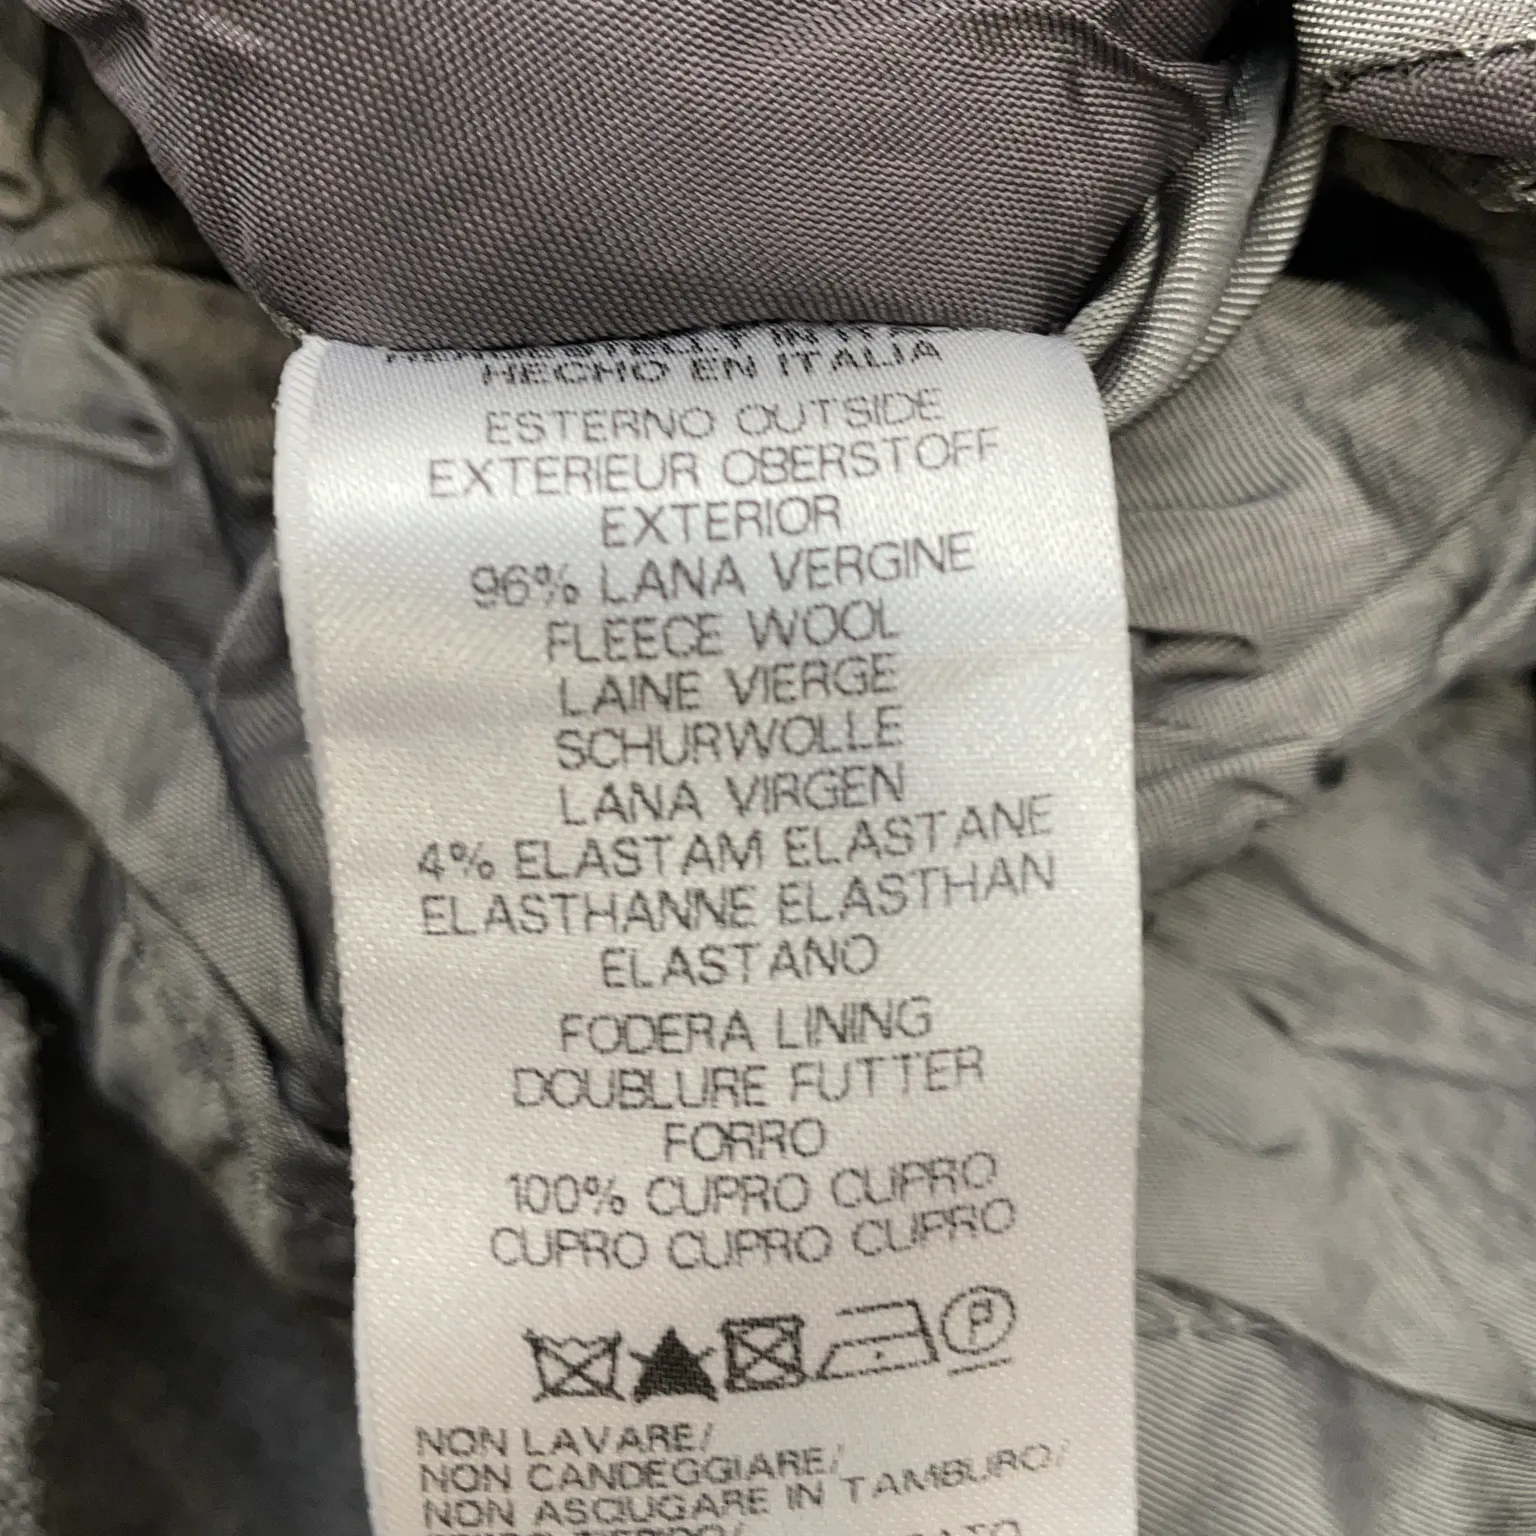 HECHO EN ITALIA
ESTERNO OUTSIDE
EXTERIEUR OBERSTOFF
EXTERIOR
96% LANA VERGINE
FLEECE WOOL
LAINE VIERGE
SCHURWOLLE
LANA VIRGEN
4% ELASTAM ELASTANE
ELASTHANNE ELASTHAN
ELASTANO
FODERA LINING
DOUBLURE FUTTER
FORRO
100% CUPRO CUPRO
CUPRO CUPRO CUPRO
P
NON LAVARE/
NON CANDEGGIARE/
NON ASCIUGARE IN TAMBURO/